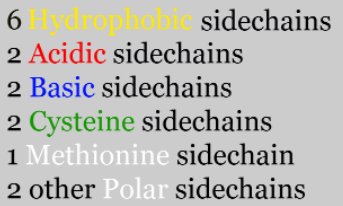 6 Hydrophobic sidechains
2 Acidic sidechains
2 Basic sidechains
2 Cysteine sidechains
1 Methionine sidechain
2 other Polar sidechains